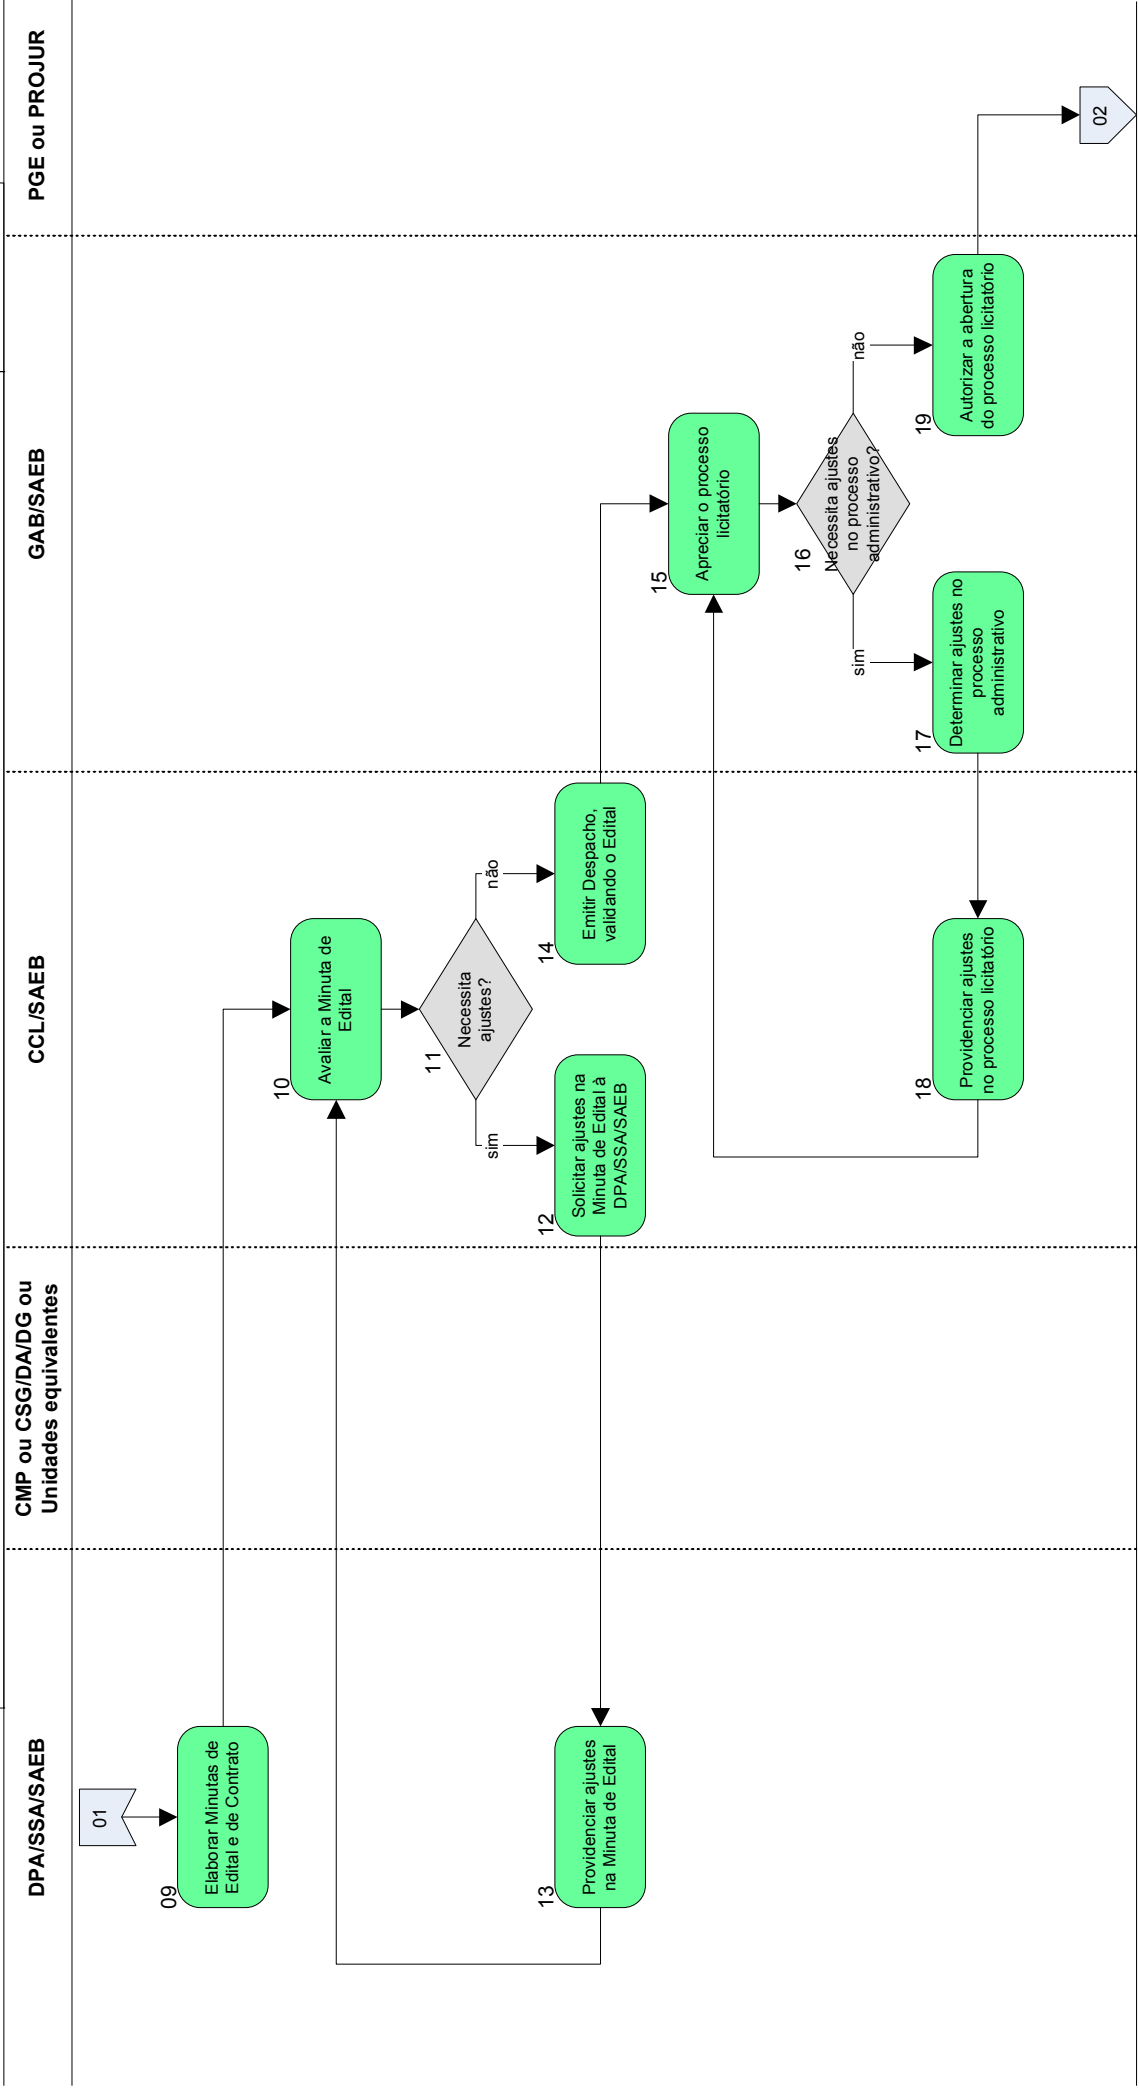 DPA/SSA/SAEB
CMP ou CSG/DA/DG ou
Unidades equivalentes
CCL/SAEB
GAB/SAEB
PGE ou PROJUR
01
09
Elaborar Minutas de
Edital e de Contrato
10
Avaliar a Minuta de
Edital
11
Necessita
ajustes?
sim
não
12
Solicitar ajustes na
Minuta de Edital à
DPA/SSA/SAEB
13
Providenciar ajustes
na Minuta de Edital
14
Emitir Despacho,
validando o Edital
15
Apreciar o processo
licitatório
16
Necessita ajustes
no processo
administrativo?
sim
não
17
Determinar ajustes no
processo
administrativo
18
Providenciar ajustes
no processo licitatório
19
Autorizar a abertura
do processo licitatório
02